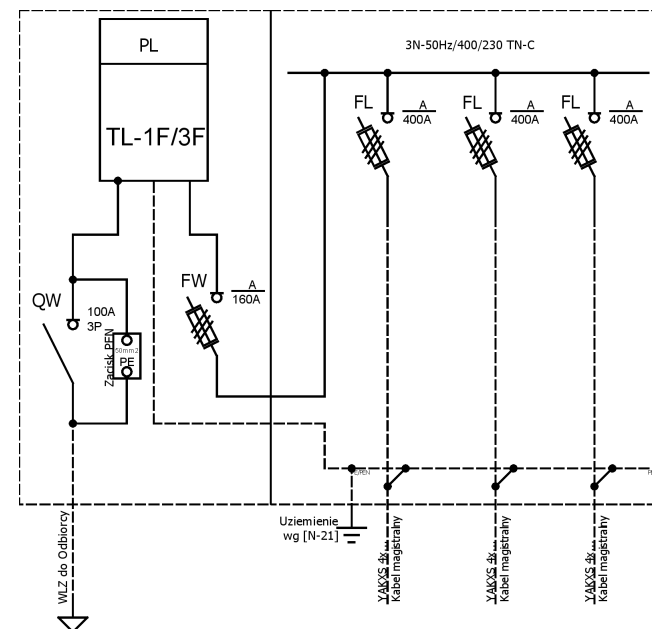 PL
3N-50Hz/400/230 TN-C
TL-1F/3F
FL
A
400A
FL
A
400A
FL
A
400A
FW
A
160A
QW
100A
3P
Zacisk PEN
50mm2
PE
Uziemienie
wg [N-21]
WLZ do Odbiorcy
YAKXS 4x...
Kabel magistralny
YAKXS 4x...
Kabel magistralny
YAKXS 4x...
Kabel magistralny